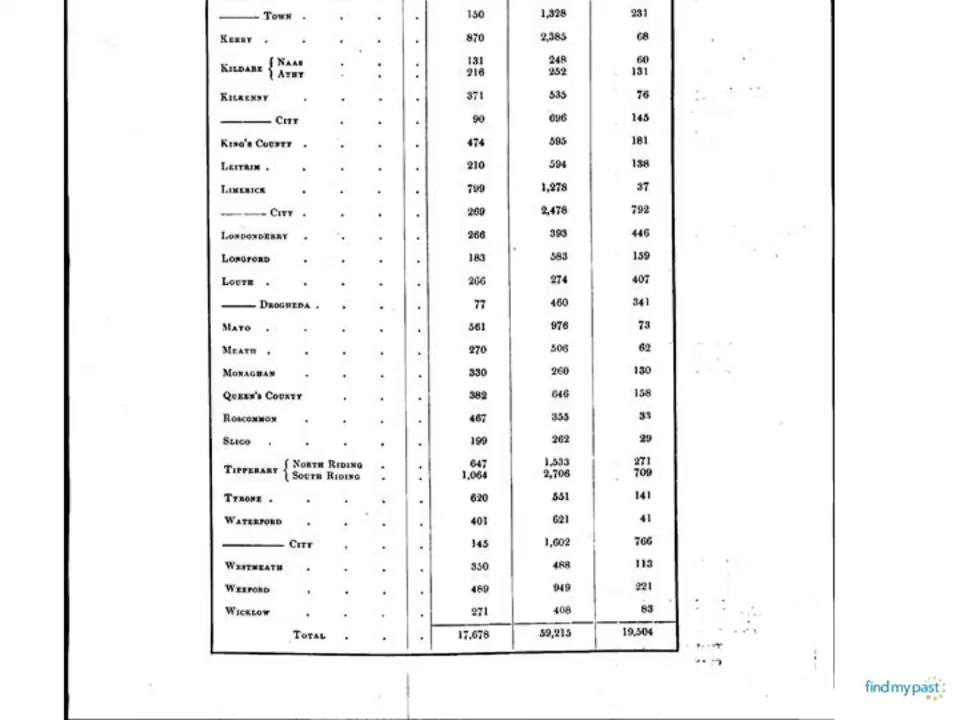 ——— TOWN . . . . 150 1,328 231
KERRY . . . . . 870 2,385 68
KILDARE { NAAS . . . 131 248 60
{ ATHY . . . 216 252 131
KILKENNY . . . . 371 535 76
——— CITY . . . 90 696 145
KING'S COUNTY . . . . 474 595 181
LEITRIM . . . . . 210 594 138
LIMERICK . . . . 799 1,278 37
——— CITY . . . . 269 2,478 792
LONDONDERRY . . . . 266 393 446
LONGFORD . . . . 183 583 159
LOUTH . . . . . 266 274 407
——— DROGHEDA . . . . 77 460 341
MAYO . . . . . 561 976 73
MEATH . . . . . 270 506 62
MONAGHAN . . . . 330 260 130
QUEEN'S COUNTY . . . 382 646 158
ROSCOMMON . . . . 467 355 33
SLIGO . . . . . 199 262 29
TIPPERARY { NORTH RIDING . . 647 1,533 271
{ SOUTH RIDING . . 1,064 2,706 709
TYRONE . . . . . 620 551 141
WATERFORD . . . . 401 621 41
——— CITY . . . 145 1,602 766
WESTMEATH . . . . 350 488 113
WEXFORD . . . . 489 949 221
WICKLOW . . . . 271 408 83
TOTAL . . . 17,678 59,215 19,504
findmypast